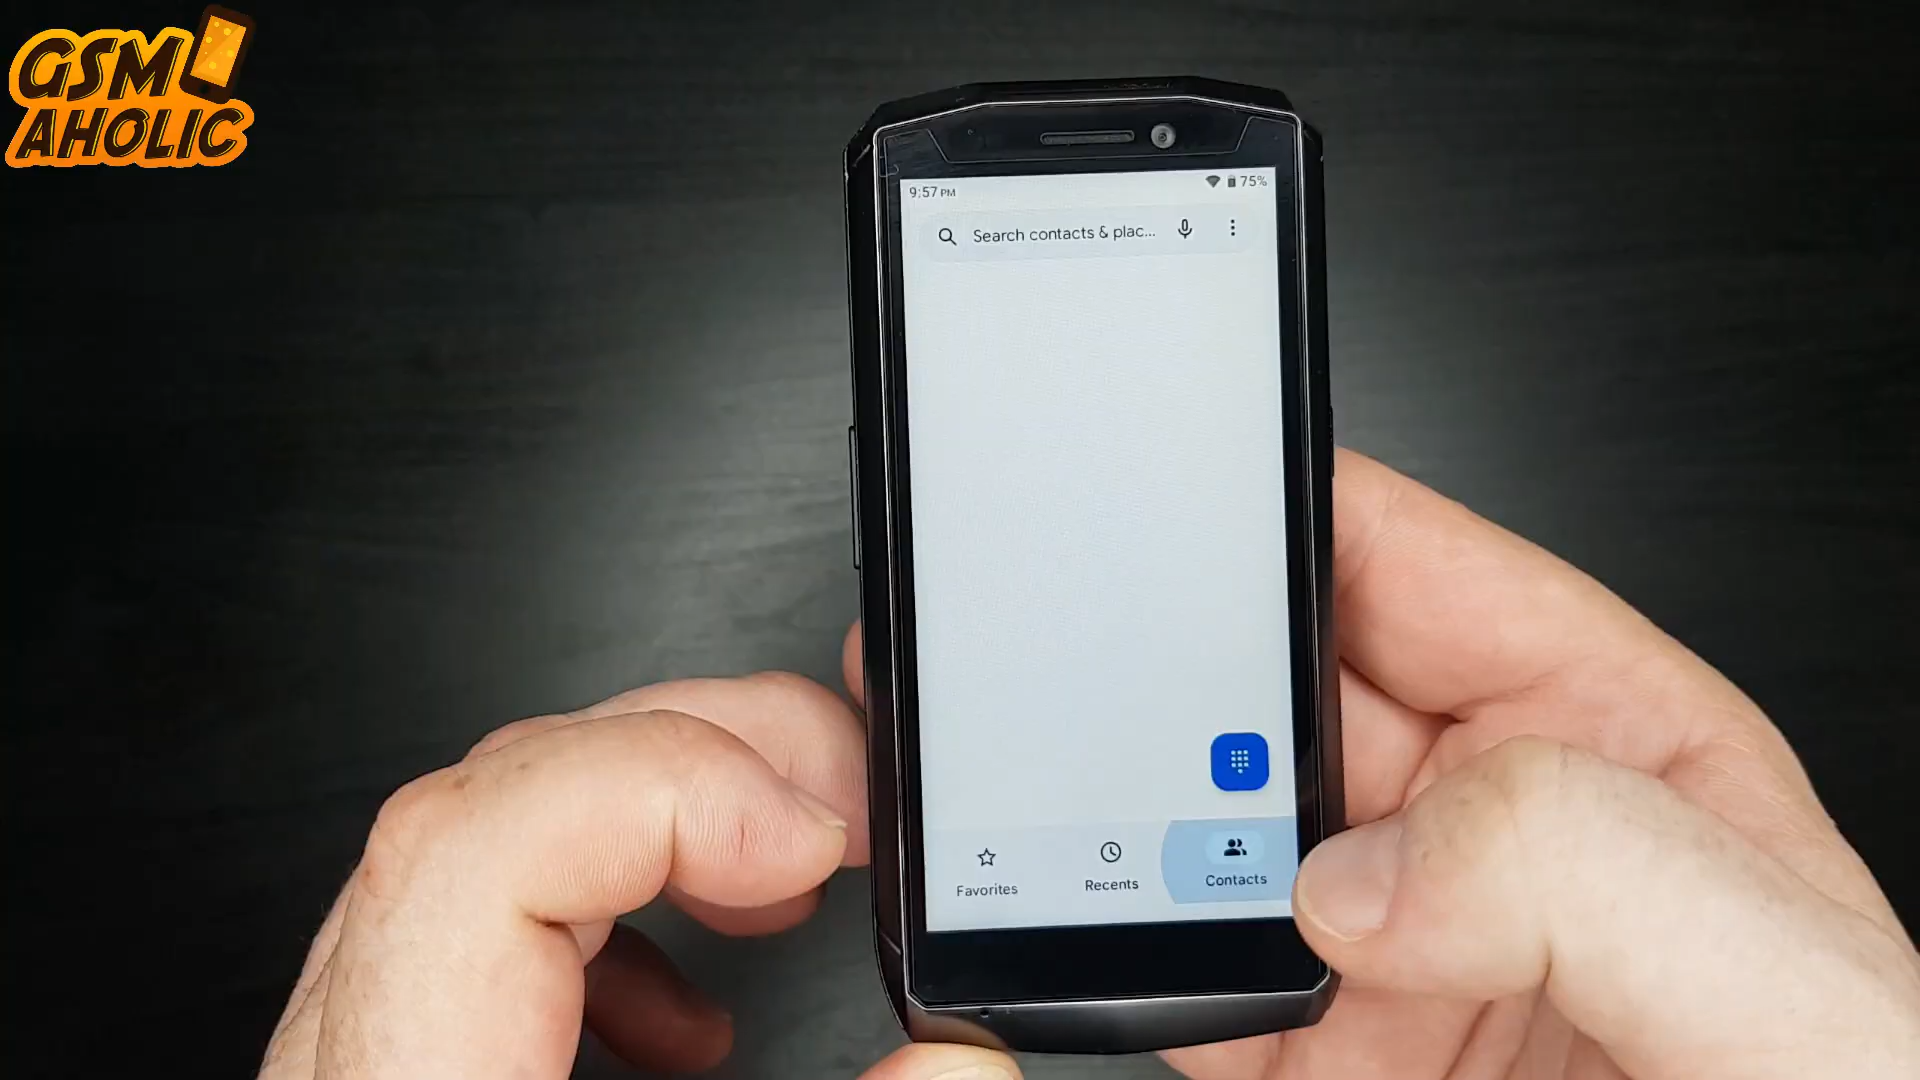 GSM
AHOLIC
9:57 PM
75%
Search contacts & plac...
Favorites
Recents
Contacts